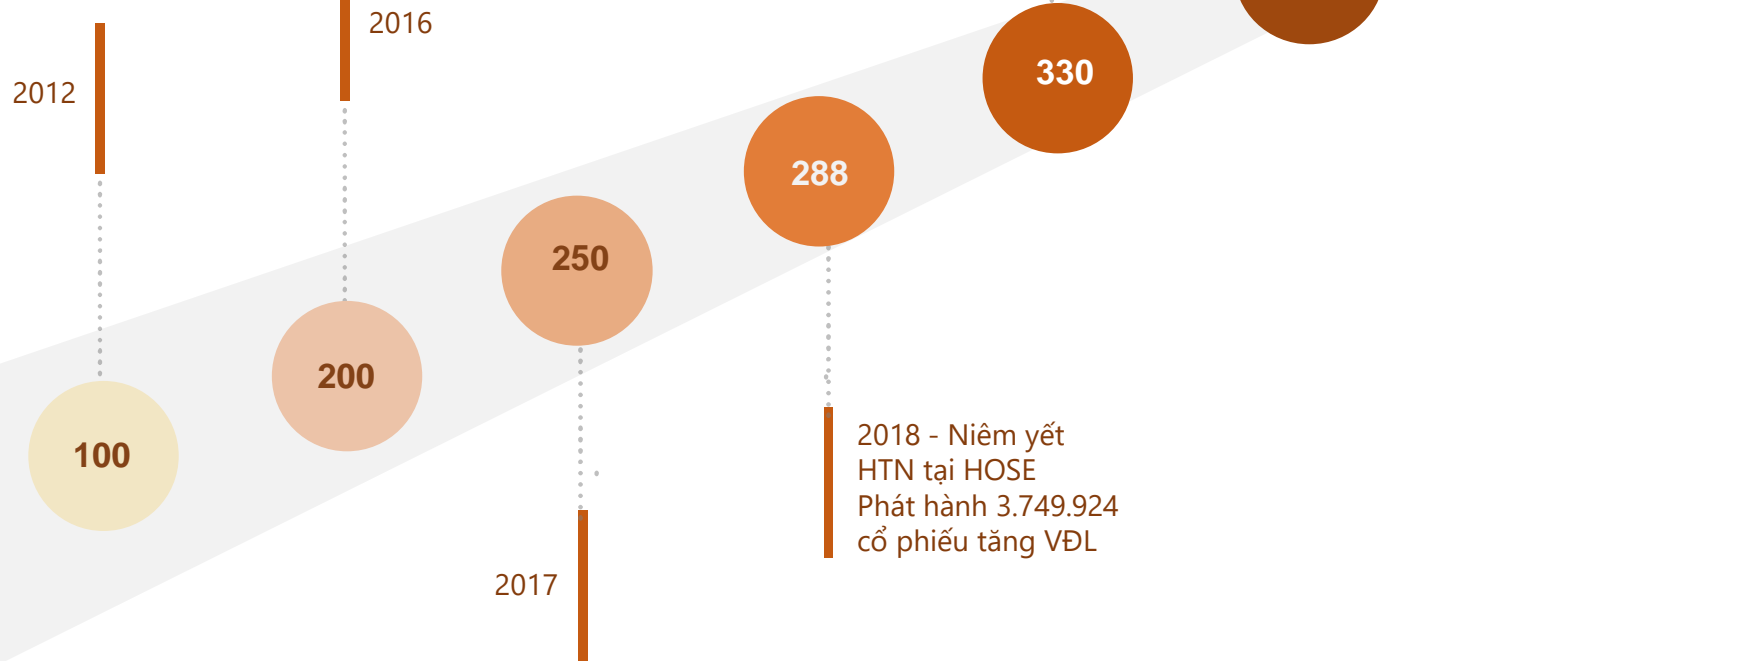 2016
2012
330
288
250
200
100
2018 - Niêm yết
HTN tại HOSE
Phát hành 3.749.924
cổ phiếu tăng VĐL
2017